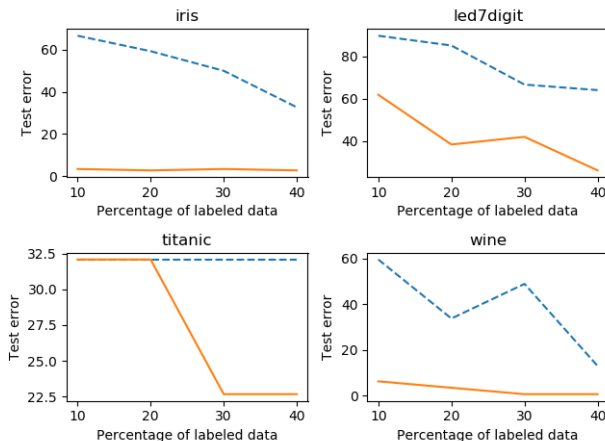 iris
Test error
60
40
20
0
10 20 30 40
Percentage of labeled data
led7digit
Test error
80
60
40
10 20 30 40
Percentage of labeled data
titanic
Test error
32.5
30.0
27.5
25.0
22.5
10 20 30 40
Percentage of labeled data
wine
Test error
60
40
20
0
10 20 30 40
Percentage of labeled data